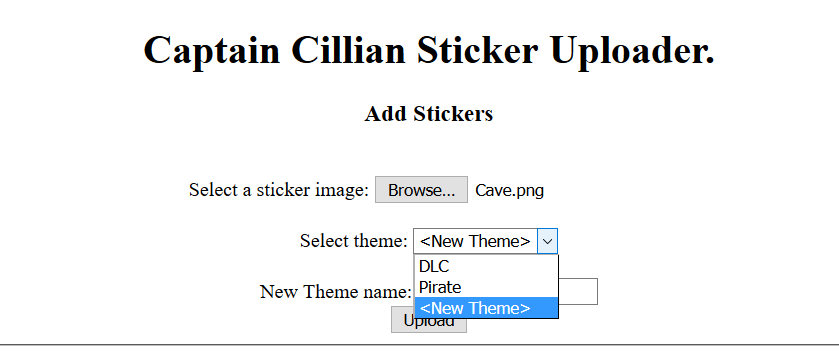 Captain Cillian Sticker Uploader.
Add Stickers
Select a sticker image: Browse... Cave.png
Select theme: <New Theme>
DLC
Pirate
New Theme name:
<New Theme>
Upload